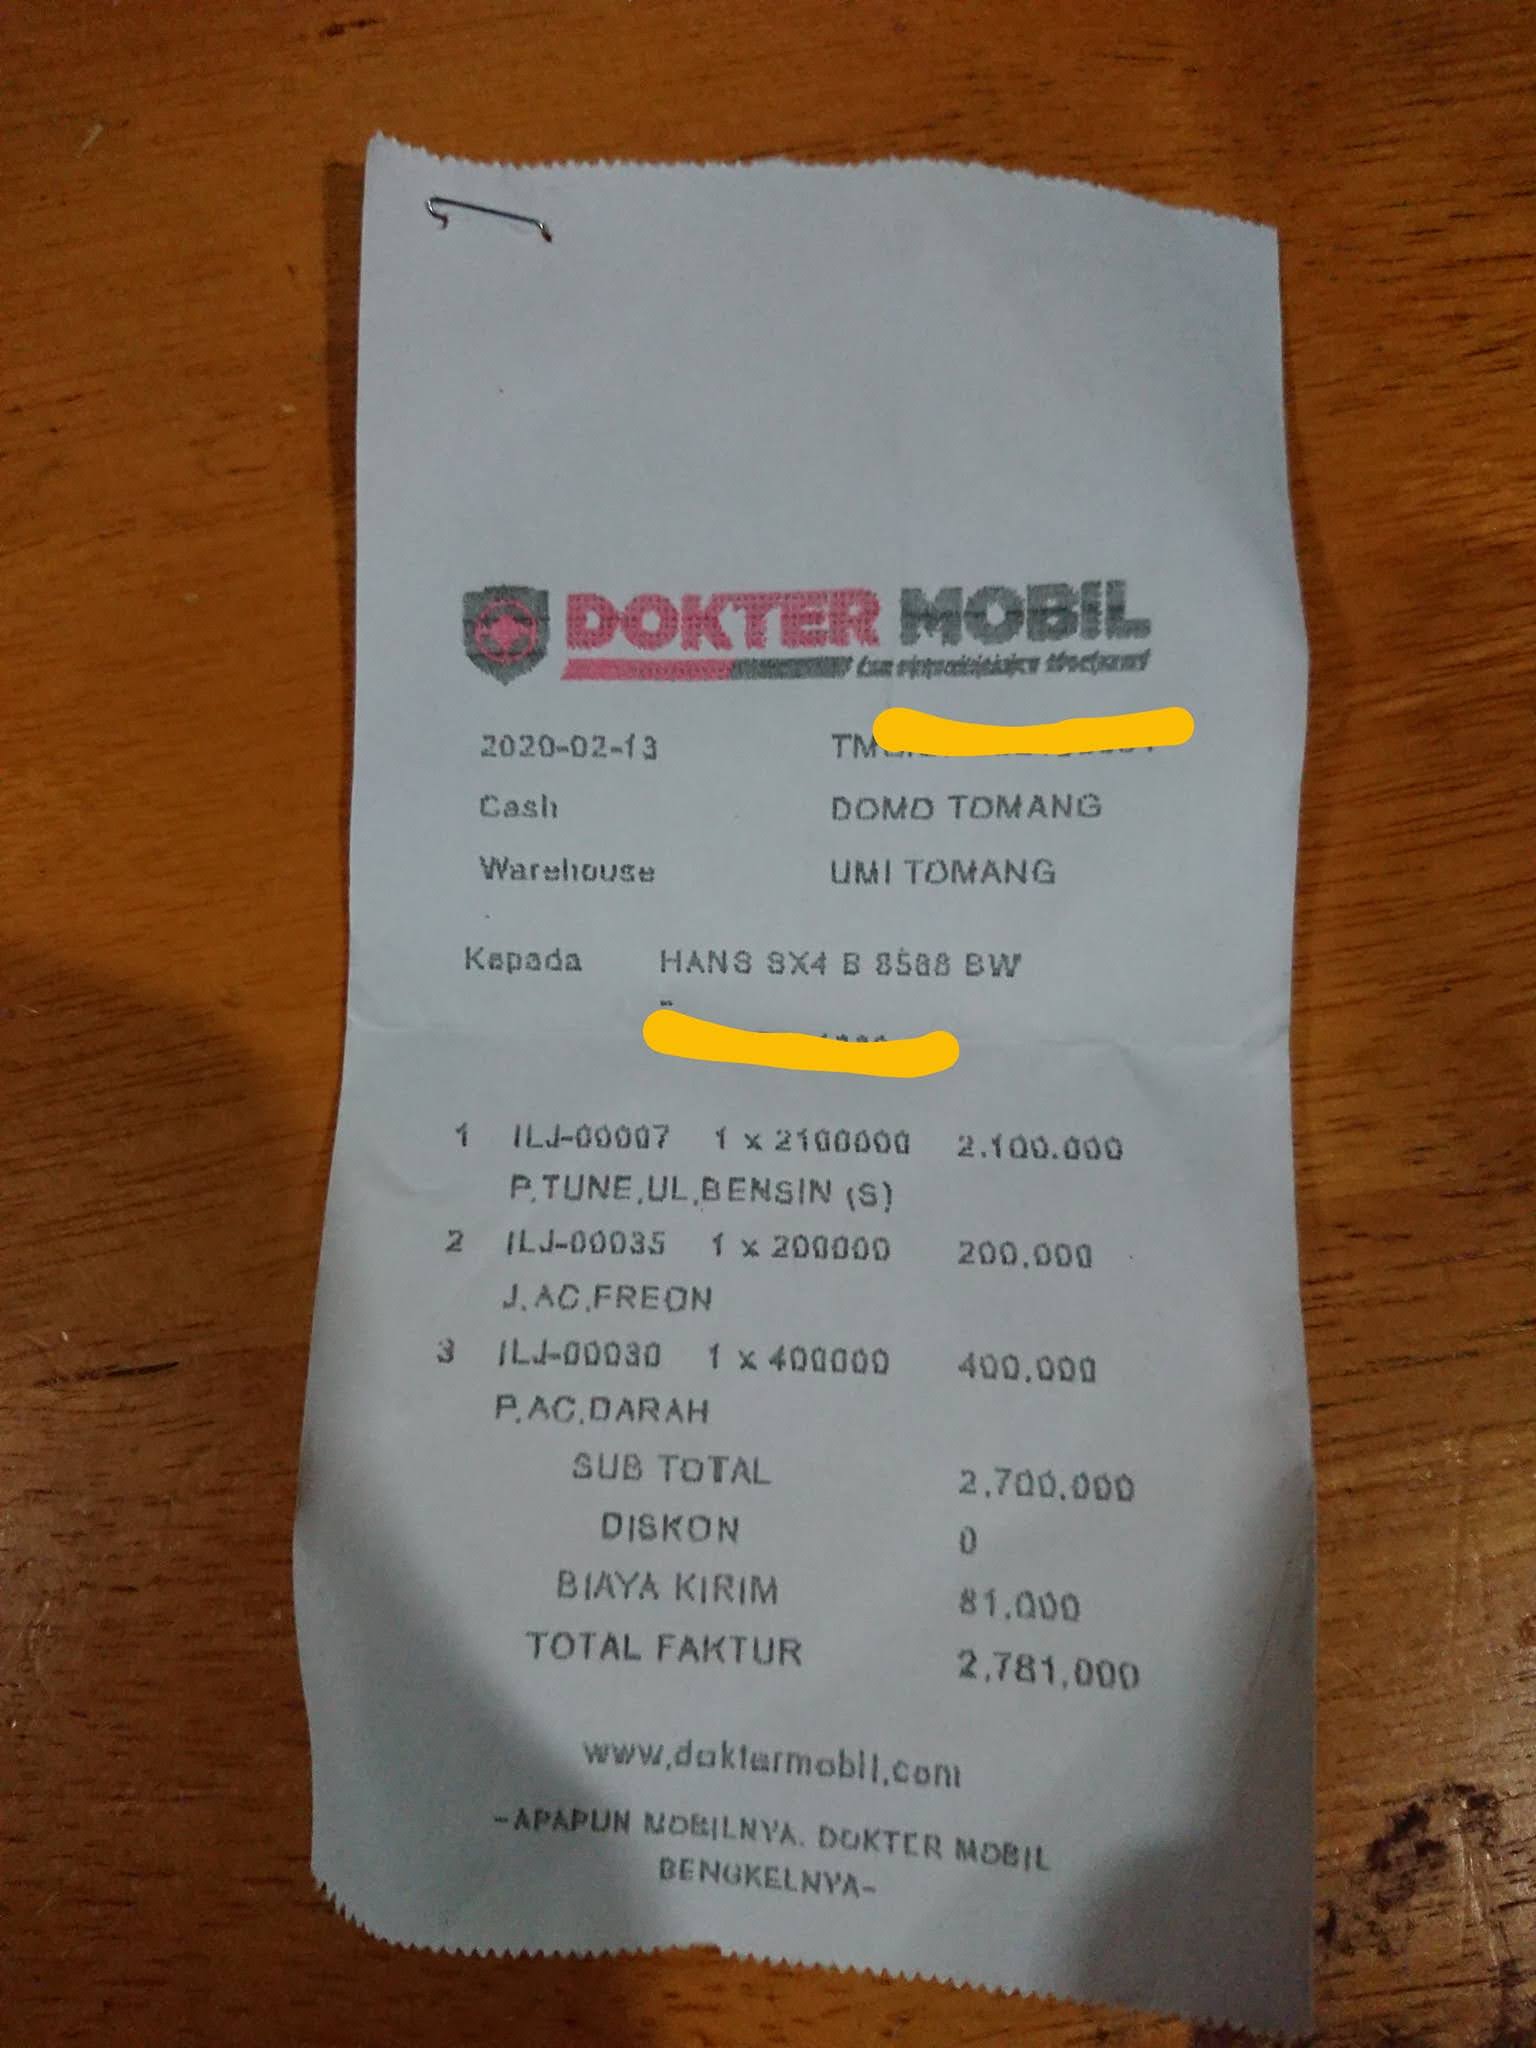 DOKTER MOBIL
2020-02-13
Cash DOMO TOMANG
Warehouse UMI TOMANG
Kepada HANS SX4 B 8568 BW
1 ILJ-00007 1 x 2100000 2.100.000
P.TUNE.UL.BENSIN (S)
2 ILJ-00035 1 x 200000 200,000
J.AC.FREON
3 ILJ-00030 1 x 400000 400,000
P.AC.DARAH
SUB TOTAL 2,700,000
DISKON 0
BIAYA KIRIM 81,000
TOTAL FAKTUR 2,781,000
www.doktermobil.com
-APAPUN MOBILNYA. DOKTER MOBIL
BENGKELNYA-